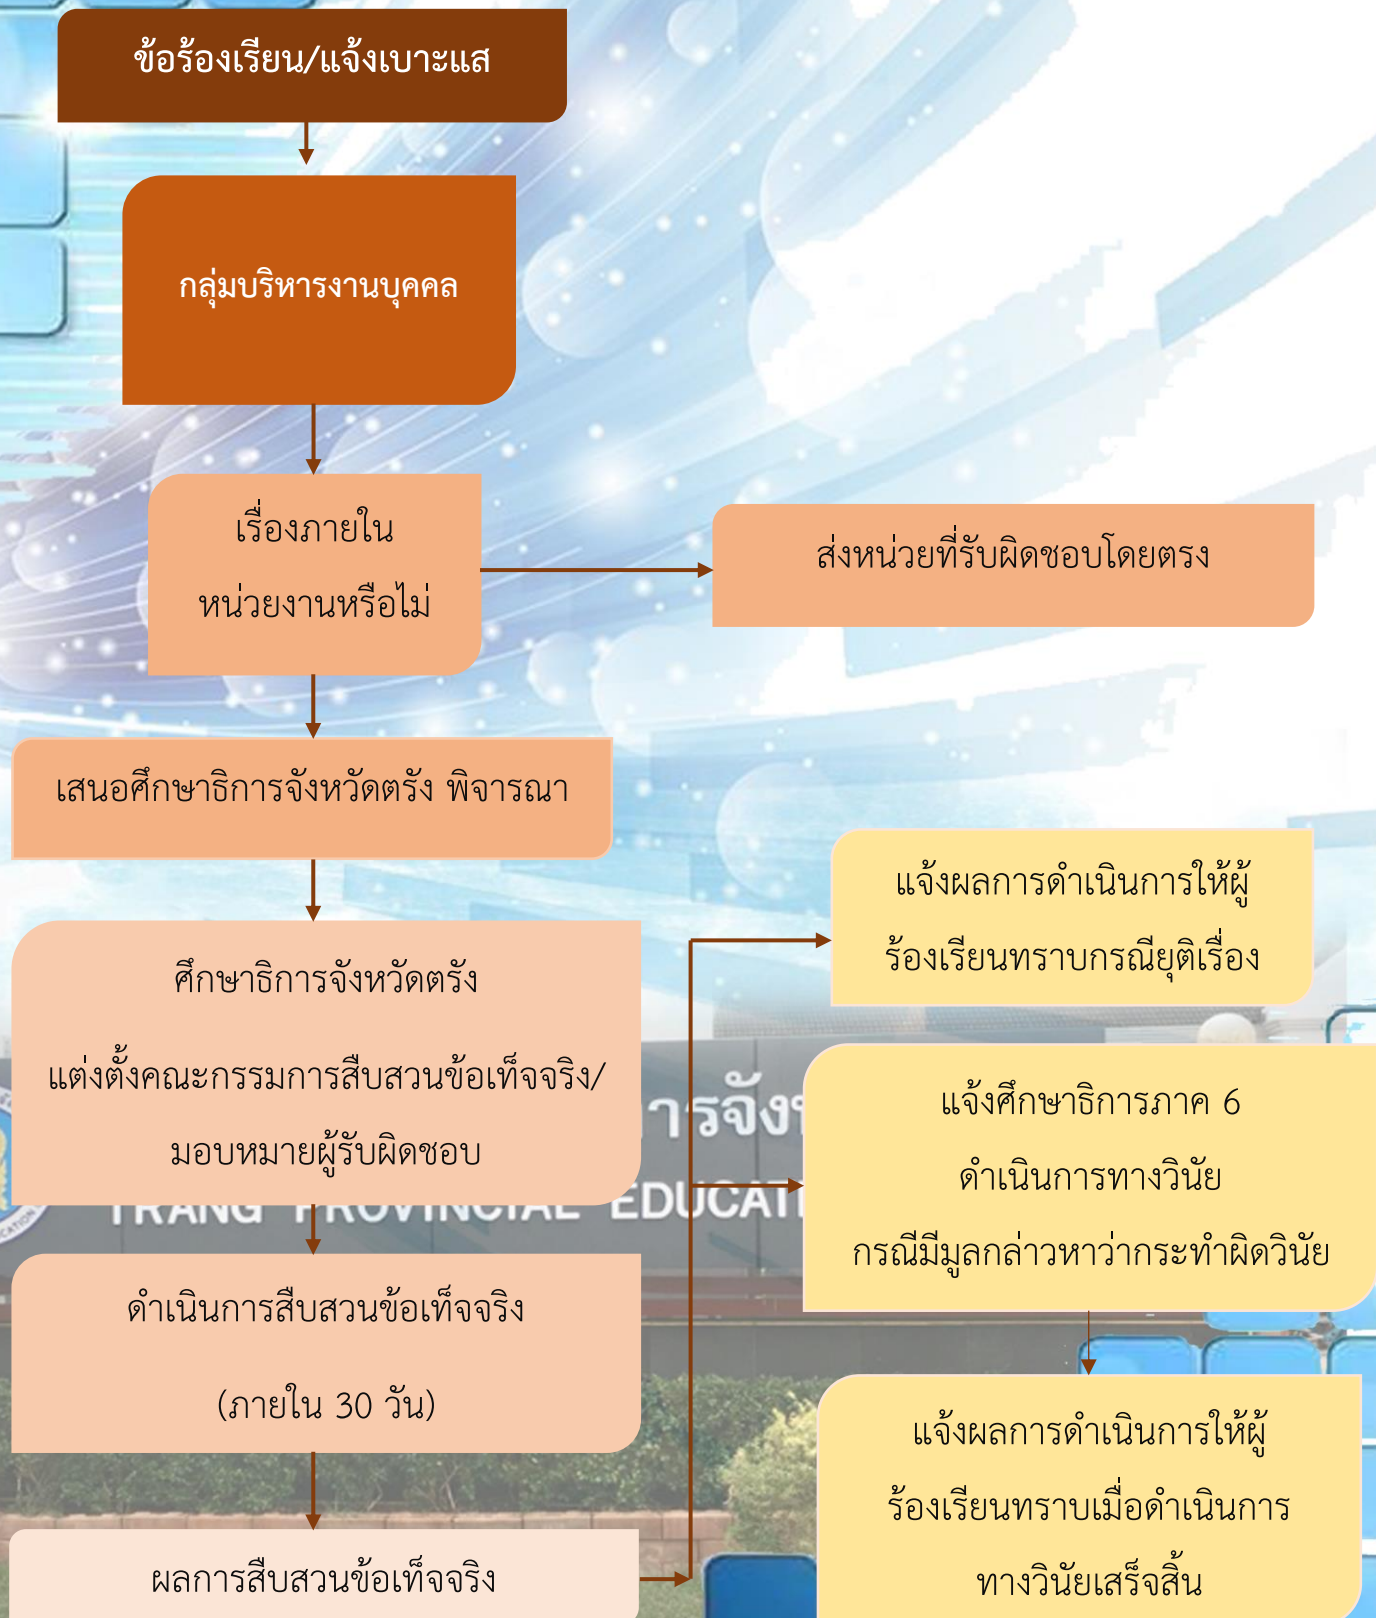 ข้อร้องเรียน/แจ้งเบาะแส
กลุ่มบริหารงานบุคคล
เรื่องภายใน
หน่วยงานหรือไม่
ส่งหน่วยที่รับผิดชอบโดยตรง
เสนอศึกษาธิการจังหวัดตรัง พิจารณา
ศึกษาธิการจังหวัดตรัง
แต่งตั้งคณะกรรมการสืบสวนข้อเท็จจริง/
มอบหมายผู้รับผิดชอบ
ดำเนินการสืบสวนข้อเท็จจริง
(ภายใน 30 วัน)
ผลการสืบสวนข้อเท็จจริง
แจ้งผลการดำเนินการให้ผู้
ร้องเรียนทราบกรณียุติเรื่อง
แจ้งศึกษาธิการภาค 6
ดำเนินการทางวินัย
กรณีมีมูลกล่าวหาว่ากระทำผิดวินัย
แจ้งผลการดำเนินการให้ผู้
ร้องเรียนทราบเมื่อดำเนินการ
ทางวินัยเสร็จสิ้น
TRANG PROVINCIAL